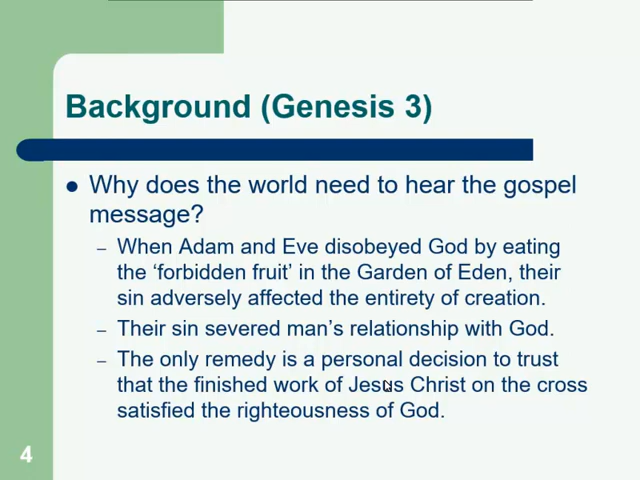 Background (Genesis 3)
● Why does the world need to hear the gospel
message?
– When Adam and Eve disobeyed God by eating
the ‘forbidden fruit’ in the Garden of Eden, their
sin adversely affected the entirety of creation.
– Their sin severed man’s relationship with God.
– The only remedy is a personal decision to trust
that the finished work of Jesus Christ on the cross
satisfied the righteousness of God.
4